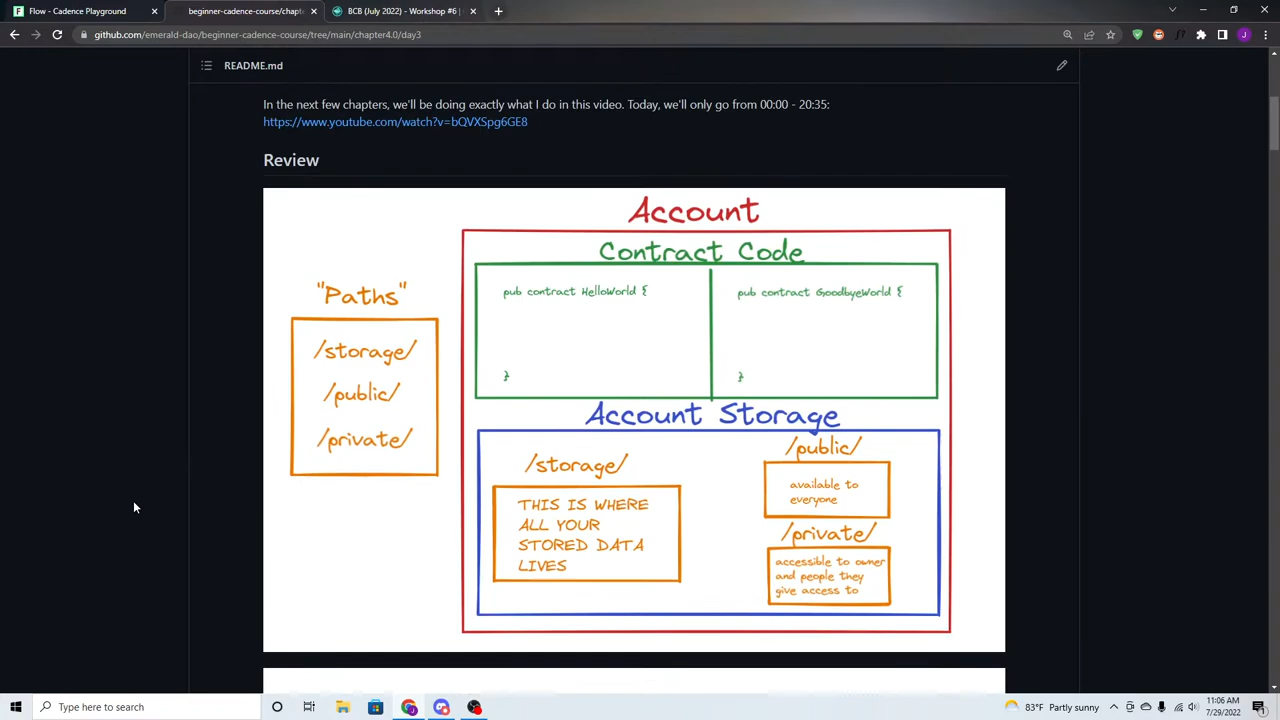 Flow - Cadence Playground
beginner-cadence-course/chapte
BCB (July 2022) - Workshop #6 |
github.com/emerald-dao/beginner-cadence-course/tree/main/chapter4.0/day3
J
README.md
In the next few chapters, we'll be doing exactly what I do in this video. Today, we'll only go from 00:00 - 20:35:
https://www.youtube.com/watch?v=bQVXSpg6GE8
Review
Account
Contract Code
pub contract HelloWorld {
}
pub contract GoodbyeWorld {
}
"Paths"
/storage/
/public/
/private/
Account Storage
/storage/
THIS IS WHERE
ALL YOUR
STORED DATA
LIVES
/public/
available to
everyone
/private/
accessible to owner
and people they
give access to
Type here to search
83°F Partly sunny
11:06 AM
7/29/2022